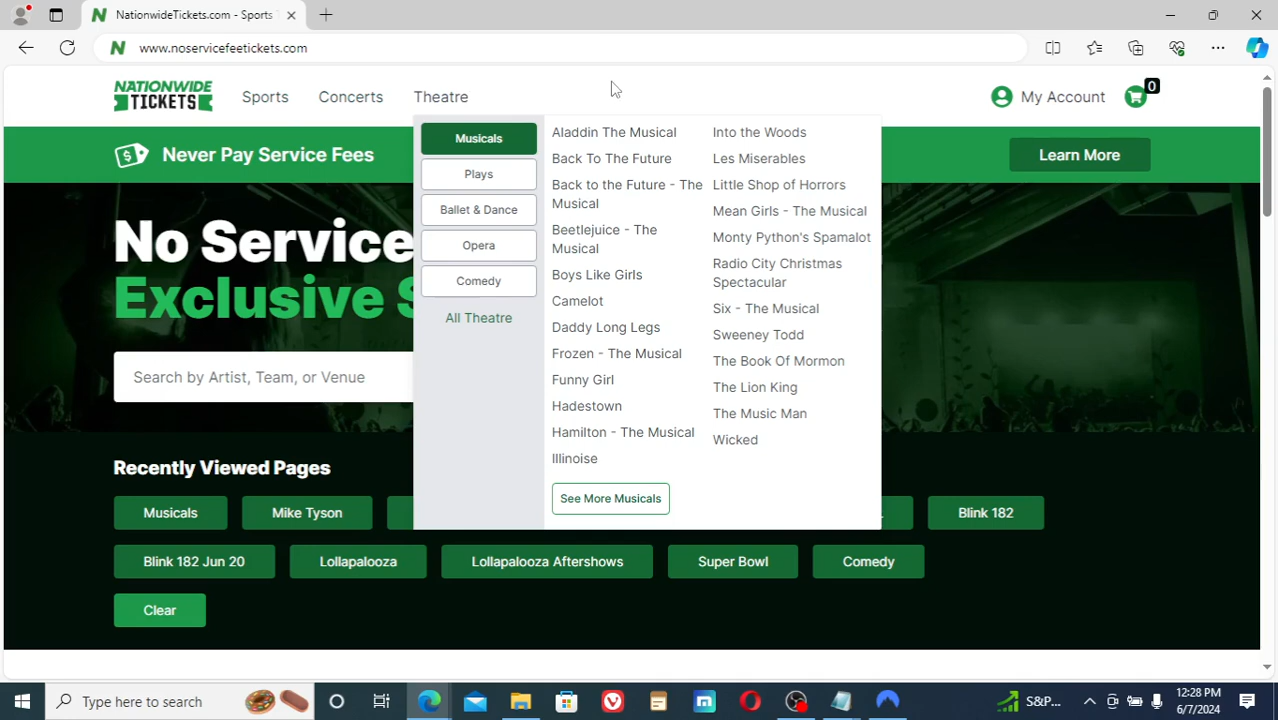 NationwideTickets.com - Sports
www.noservicefeetickets.com
NATIONWIDE
TICKETS
Sports
Concerts
Theatre
My Account
0
Never Pay Service Fees
Learn More
No Service
Exclusive S
Search by Artist, Team, or Venue
Musicals
Plays
Ballet & Dance
Opera
Comedy
All Theatre
Aladdin The Musical
Back To The Future
Back to the Future - The
Musical
Beetlejuice - The
Musical
Boys Like Girls
Camelot
Daddy Long Legs
Frozen - The Musical
Funny Girl
Hadestown
Hamilton - The Musical
Illinoise
Into the Woods
Les Miserables
Little Shop of Horrors
Mean Girls - The Musical
Monty Python's Spamalot
Radio City Christmas
Spectacular
Six - The Musical
Sweeney Todd
The Book Of Mormon
The Lion King
The Music Man
Wicked
See More Musicals
Recently Viewed Pages
Musicals
Mike Tyson
Blink 182
Blink 182 Jun 20
Lollapalooza
Lollapalooza Aftershows
Super Bowl
Comedy
Clear
Type here to search
S&P...
12:28 PM
6/7/2024